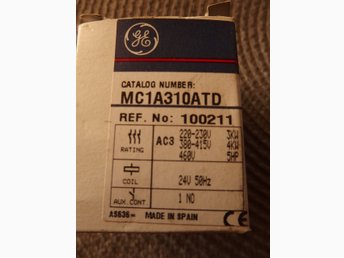 GE
CATALOG NUMBER:
MC1A310ATD
REF. No: 100211
RATING AC3 220-230V 3KW
380-415V 4KW
460V 5HP
COIL 24V 50Hz
AUX.CONT 1 NO
A5636= MADE IN SPAIN CE